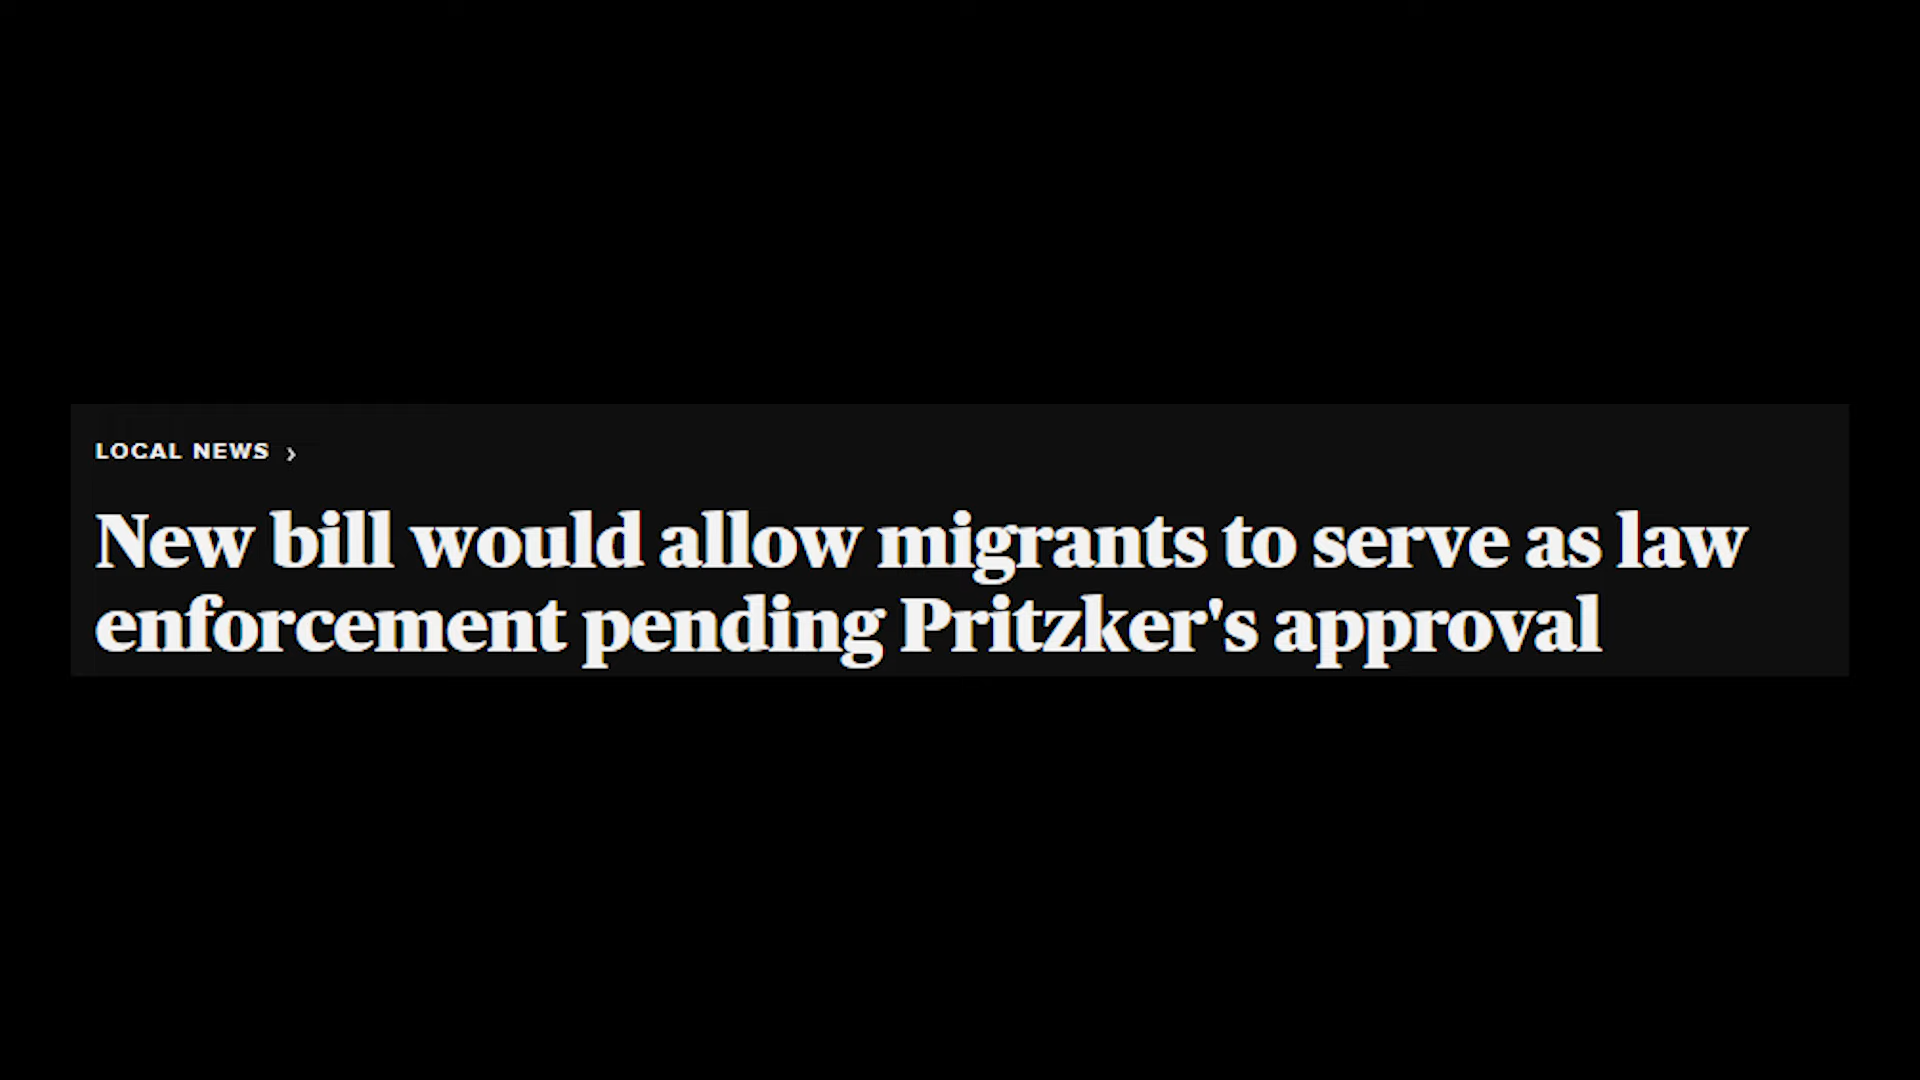 LOCAL NEWS ›
New bill would allow migrants to serve as law
enforcement pending Pritzker's approval